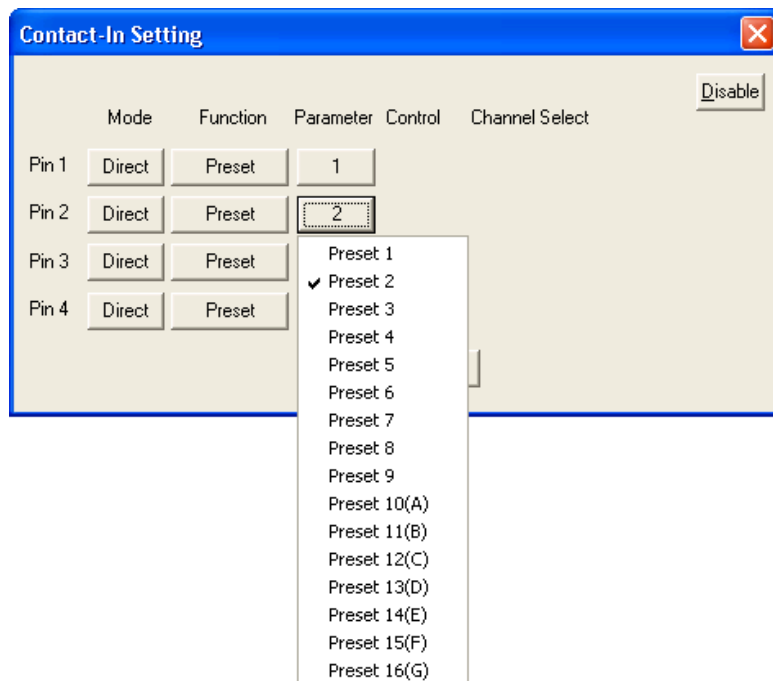 Contact-In Setting
Disable
Mode Function Parameter Control Channel Select
Pin 1 Direct Preset 1
Pin 2 Direct Preset 2
Pin 3 Direct Preset
Pin 4 Direct Preset
Preset 1
Preset 2
Preset 3
Preset 4
Preset 5
Preset 6
Preset 7
Preset 8
Preset 9
Preset 10(A)
Preset 11(B)
Preset 12(C)
Preset 13(D)
Preset 14(E)
Preset 15(F)
Preset 16(G)